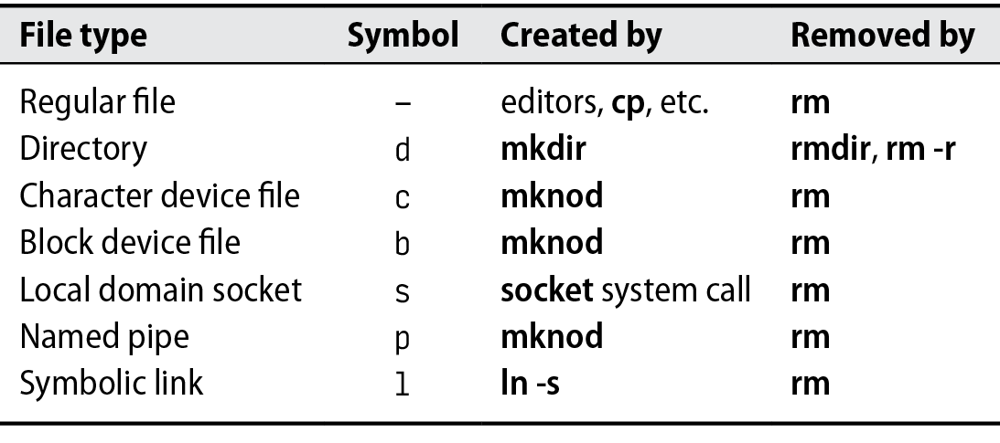 File type Symbol Created by Removed by
Regular file – editors, cp, etc. rm
Directory d mkdir rmdir, rm -r
Character device file c mknod rm
Block device file b mknod rm
Local domain socket s socket system call rm
Named pipe p mknod rm
Symbolic link l ln -s rm